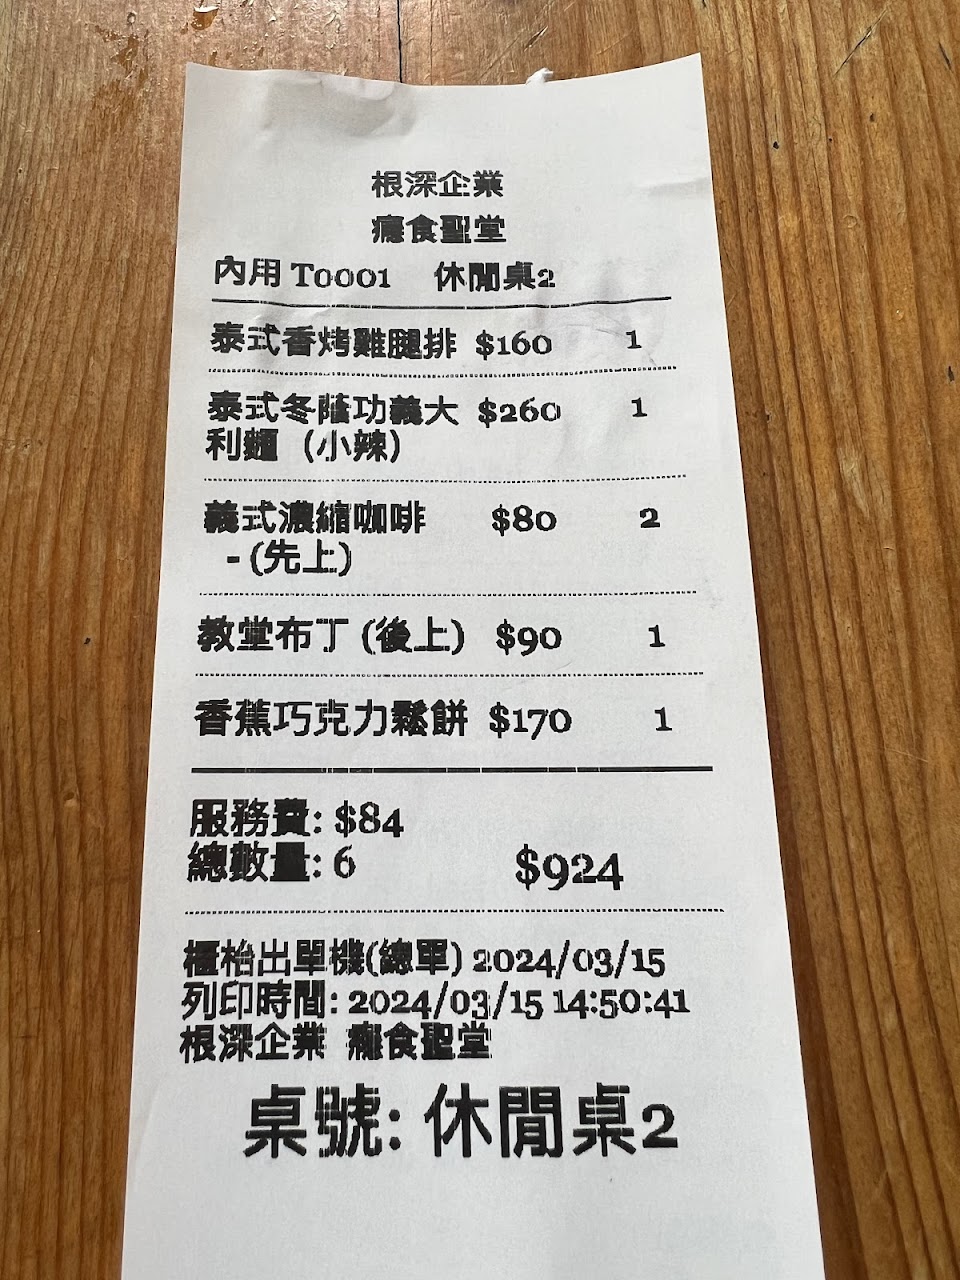 根深企業
癮食聖堂
內用 T0001 休閒桌2
泰式香烤雞腿排 $160 1
泰式冬蔭功義大 $260 1
利麵 (小辣)
義式濃縮咖啡 $80 2
- (先上)
教堂布丁 (後上) $90 1
香蕉巧克力鬆餅 $170 1
服務費: $84
總數量: 6 $924
櫃枱出單機(總單) 2024/03/15
列印時間: 2024/03/15 14:50:41
根深企業 癮食聖堂
桌號: 休閒桌2